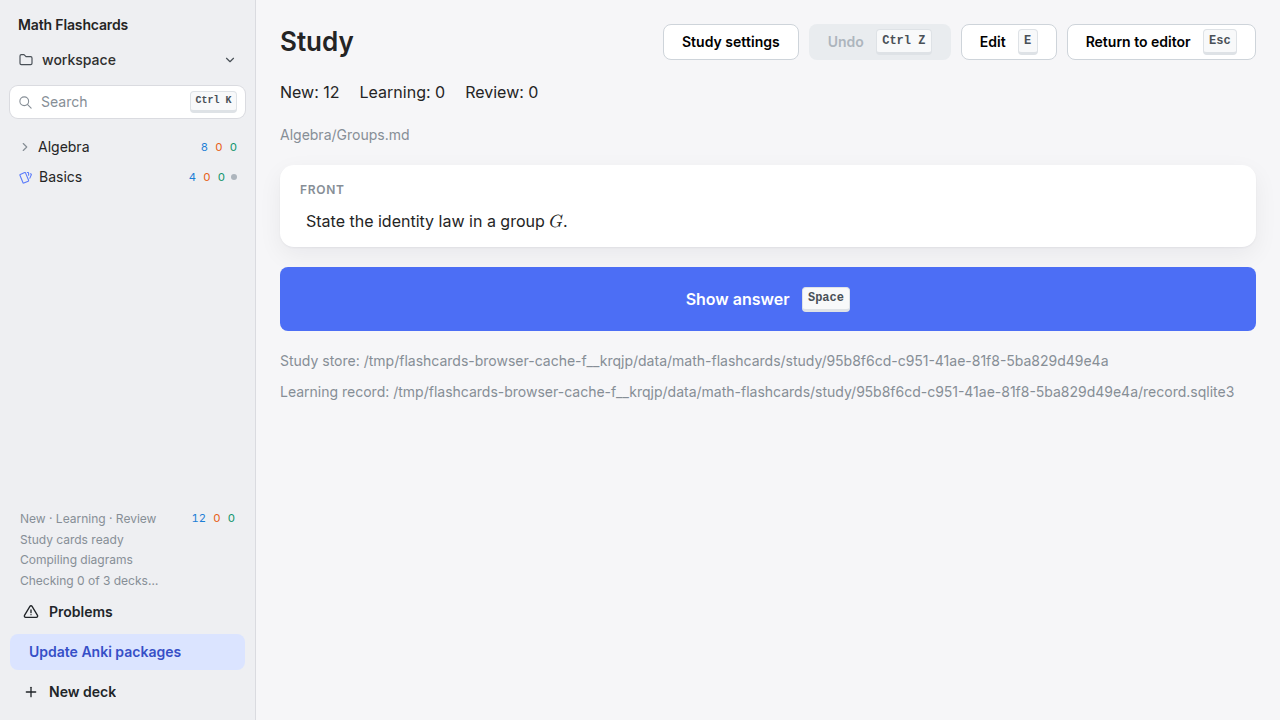 Math Flashcards
workspace
Search Ctrl K
Algebra 8 0 0
Basics 4 0 0
New · Learning · Review 12 0 0
Study cards ready
Compiling diagrams
Checking 0 of 3 decks...
Problems
Update Anki packages
New deck
Study
Study settings
Undo Ctrl Z
Edit E
Return to editor Esc
New: 12 Learning: 0 Review: 0
Algebra/Groups.md
FRONT
State the identity law in a group G.
Show answer Space
Study store: /tmp/flashcards-browser-cache-f__krqjp/data/math-flashcards/study/95b8f6cd-c951-41ae-81f8-5ba829d49e4a
Learning record: /tmp/flashcards-browser-cache-f__krqjp/data/math-flashcards/study/95b8f6cd-c951-41ae-81f8-5ba829d49e4a/record.sqlite3